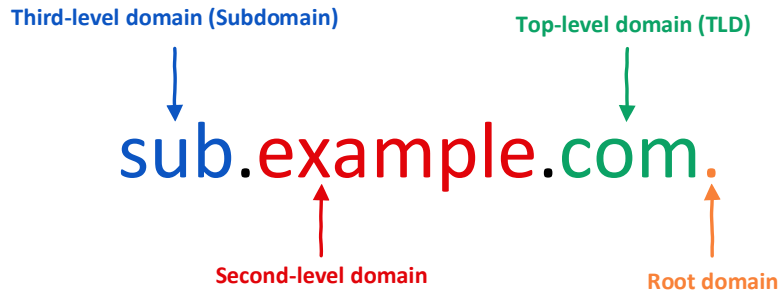 Third-level domain (Subdomain)
Top-level domain (TLD)
sub.example.com.
Second-level domain
Root domain